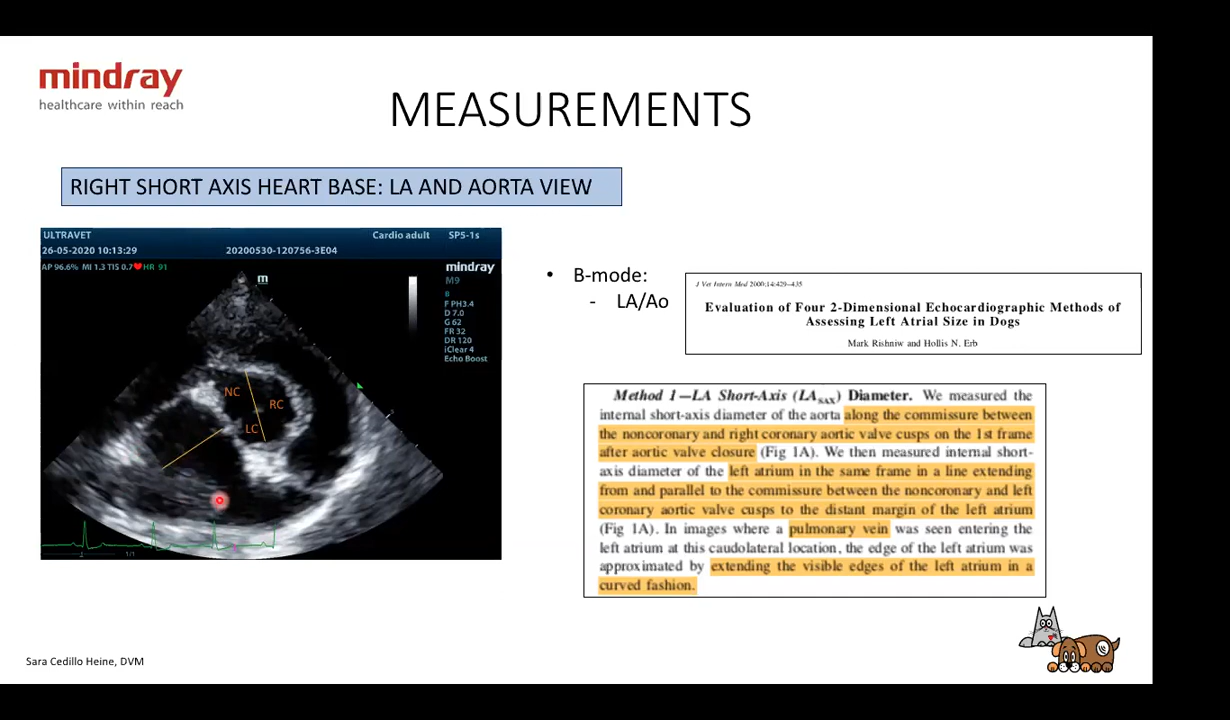 mindray
healthcare within reach
MEASUREMENTS
RIGHT SHORT AXIS HEART BASE: LA AND AORTA VIEW
ULTRAVET Cardio adult SP5-1s
26-05-2020 10:13:29 20200530-120756-3E04
AP 96.6% MI 1.3 TIS 0.7 HR 91
mindray
M9
m
B
F PH3.4
D 7.0
G 62
FR 32
DR 120
iClear 4
Echo Boost
NC
RC
LC
1/1
• B-mode:
- LA/Ao
J Vet Intern Med 2000;14:429–435
Evaluation of Four 2-Dimensional Echocardiographic Methods of
Assessing Left Atrial Size in Dogs
Mark Rishniw and Hollis N. Erb
Method 1—LA Short-Axis (LASAX) Diameter. We measured the
internal short-axis diameter of the aorta along the commissure between
the noncoronary and right coronary aortic valve cusps on the 1st frame
after aortic valve closure (Fig 1A). We then measured internal short-
axis diameter of the left atrium in the same frame in a line extending
from and parallel to the commissure between the noncoronary and left
coronary aortic valve cusps to the distant margin of the left atrium
(Fig 1A). In images where a pulmonary vein was seen entering the
left atrium at this caudolateral location, the edge of the left atrium was
approximated by extending the visible edges of the left atrium in a
curved fashion.
Sara Cedillo Heine, DVM